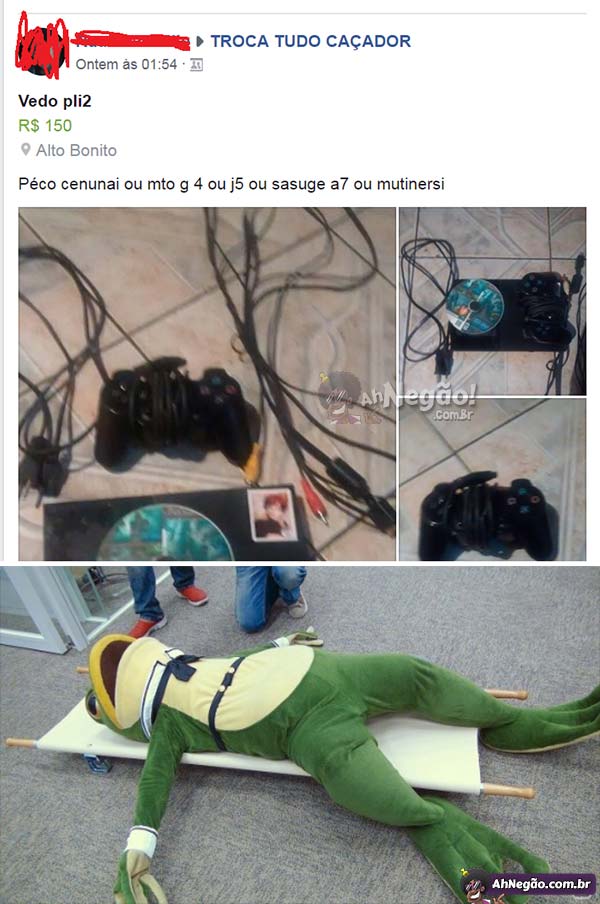 TROCA TUDO CAÇADOR
Ontem às 01:54 ·
Vedo pli2
R$ 150
Alto Bonito
Péco cenunai ou mto g 4 ou j5 ou sasuge a7 ou mutinersi
AhNegão!
.Com.Br
AhNegão.com.br